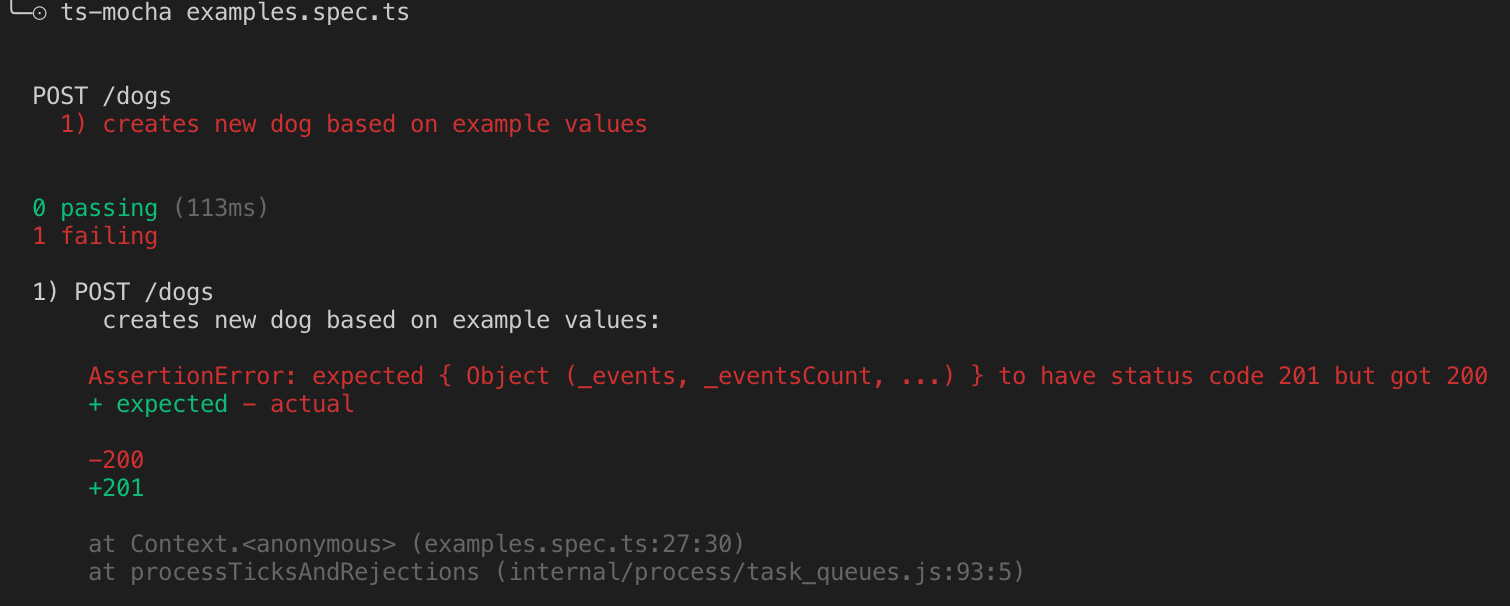 ╰─⊙ ts-mocha examples.spec.ts
POST /dogs
1) creates new dog based on example values
0 passing (113ms)
1 failing
1) POST /dogs
creates new dog based on example values:
AssertionError: expected { Object (_events, _eventsCount, ...) } to have status code 201 but got 200
+ expected - actual
-200
+201
at Context.<anonymous> (examples.spec.ts:27:30)
at processTicksAndRejections (internal/process/task_queues.js:93:5)